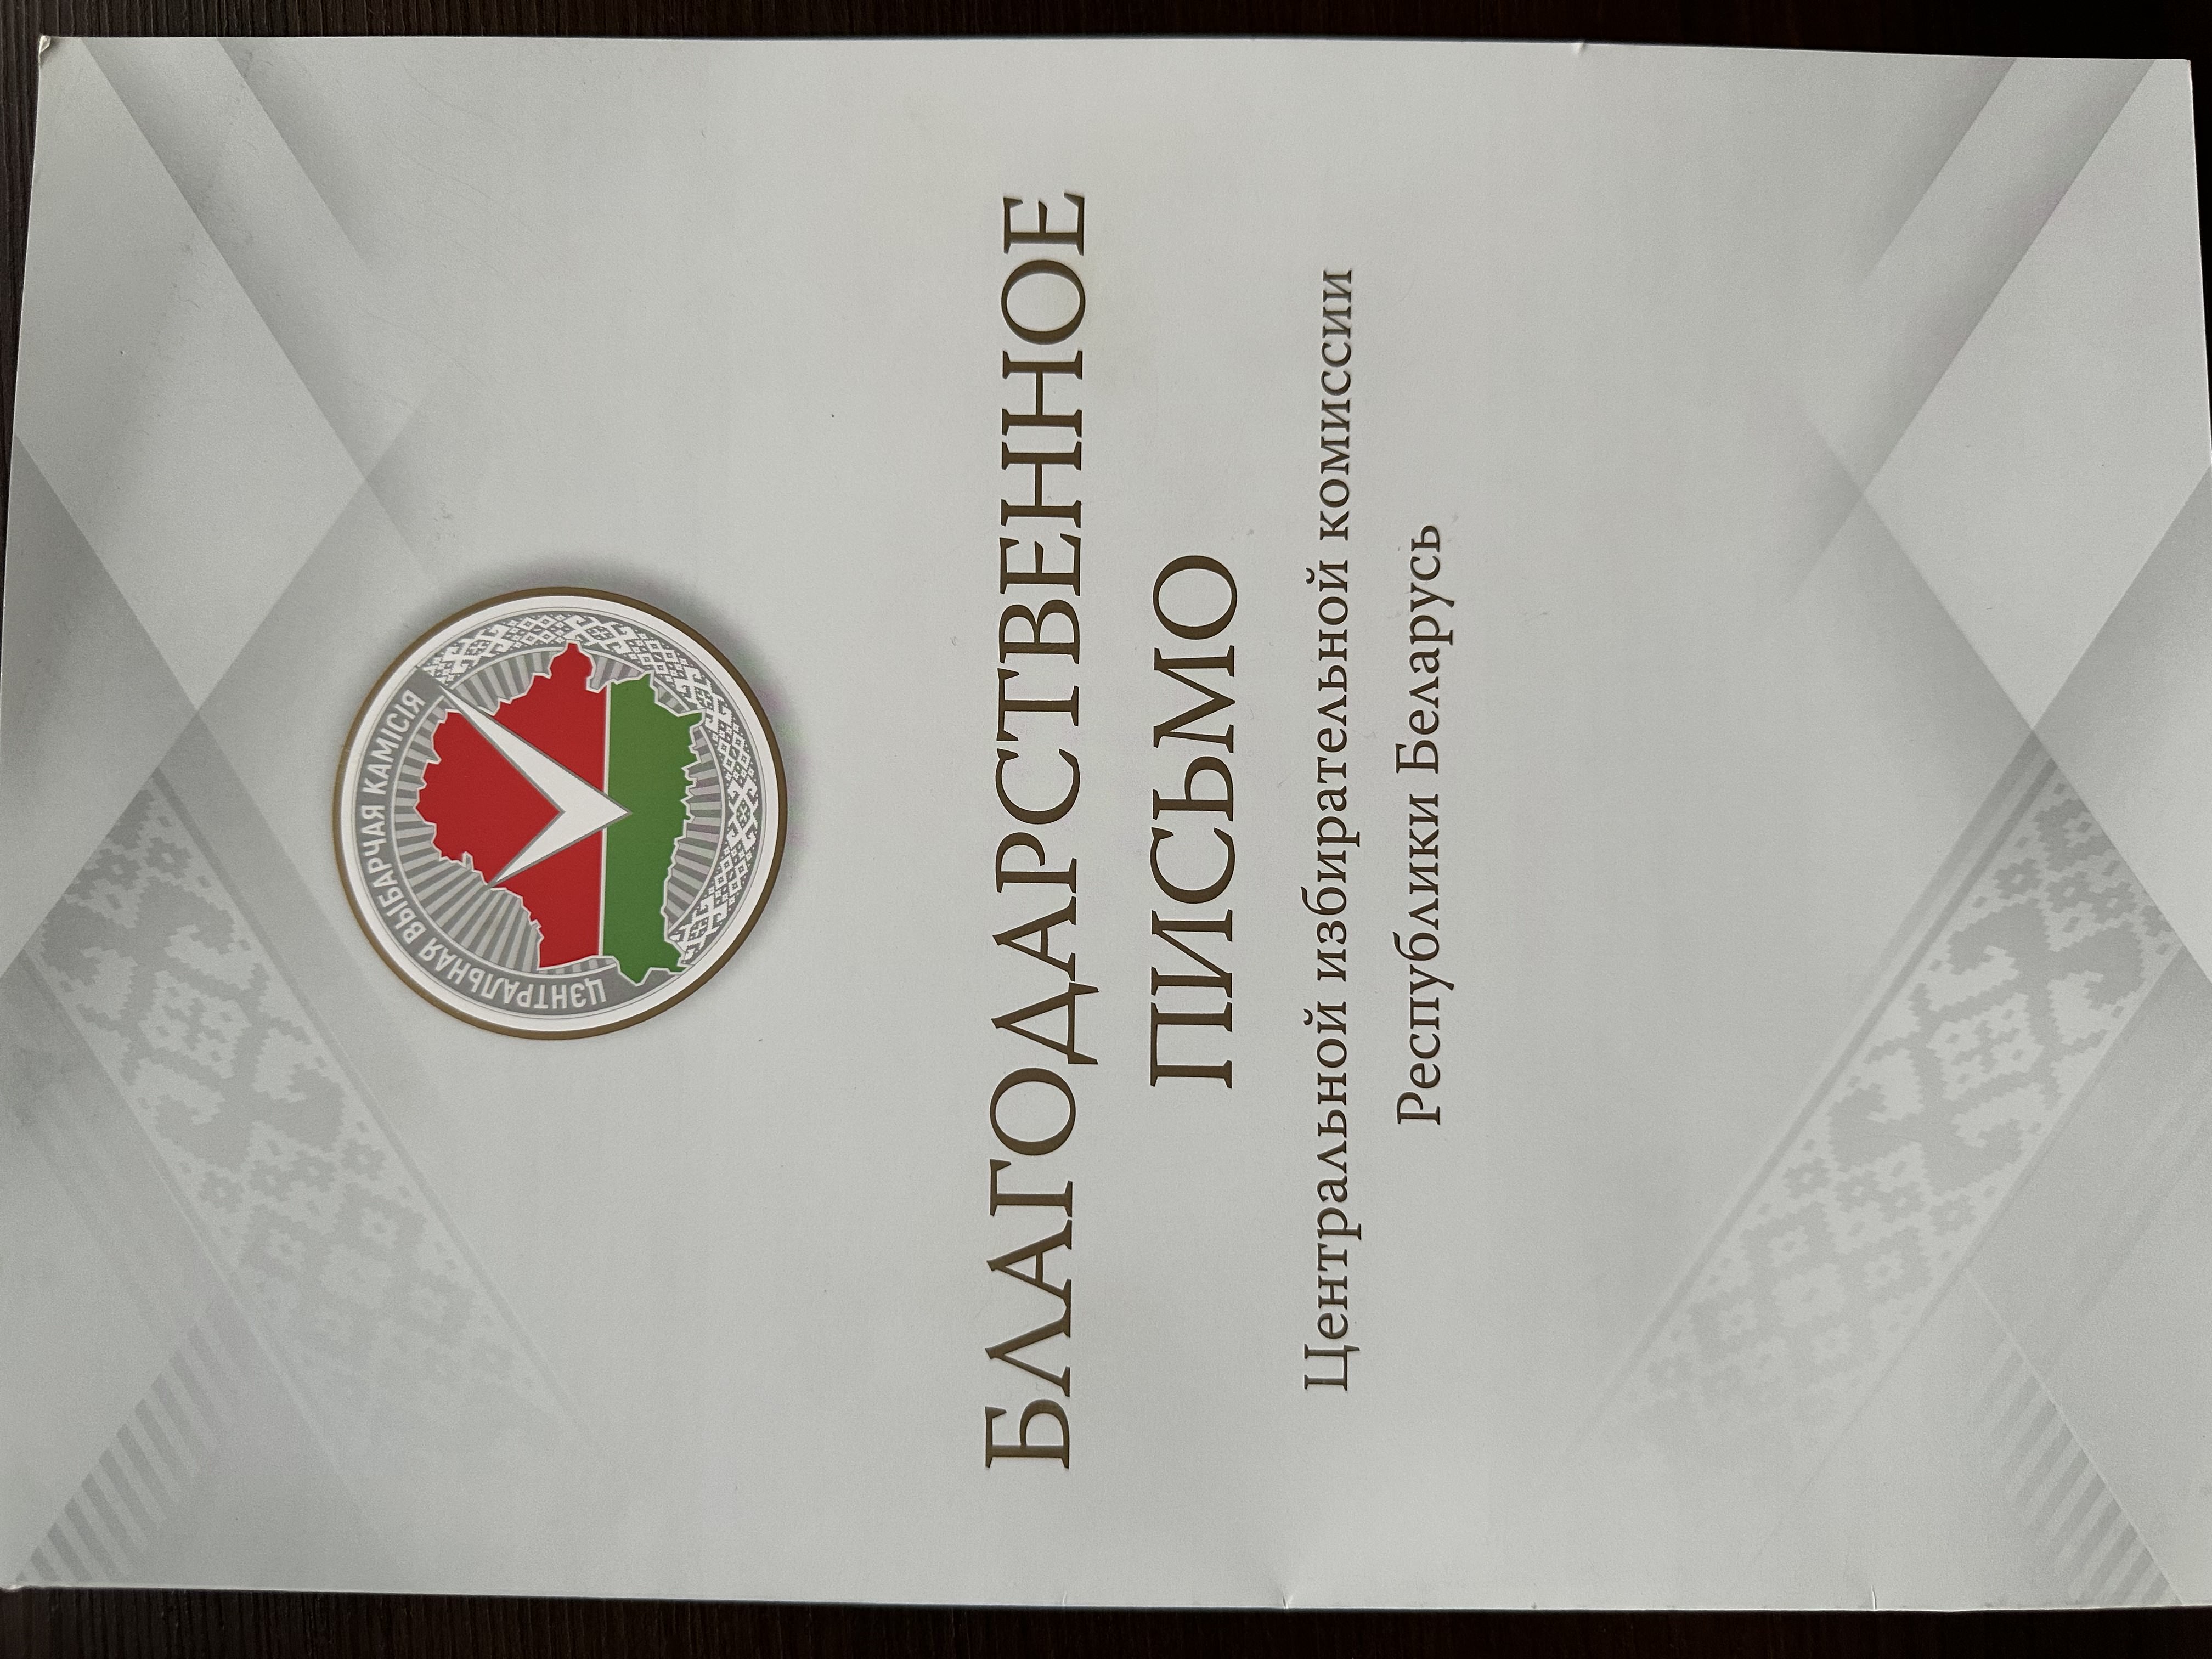 ЦЭНТРАЛЬНАЯ ВЫБАРЧАЯ КАМІСІЯ
БЛАГОДАРСТВЕННОЕ
ПИСЬМО
Центральной избирательной комиссии
Республики Беларусь